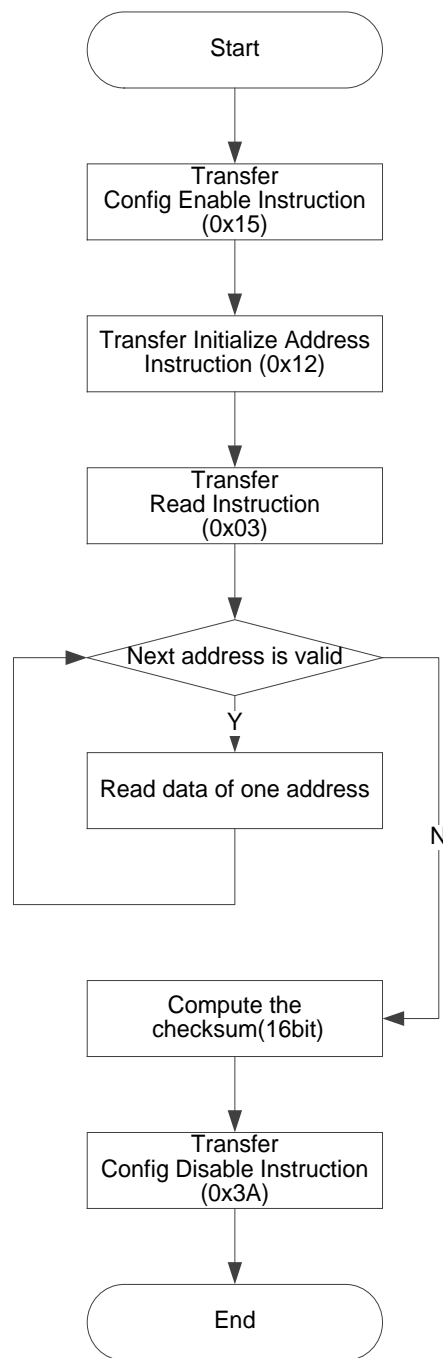 Start
Transfer
Config Enable Instruction
(0x15)
Transfer Initialize Address
Instruction (0x12)
Transfer
Read Instruction
(0x03)
Next address is valid
Y
Read data of one address
N
Compute the
checksum(16bit)
Transfer
Config Disable Instruction
(0x3A)
End